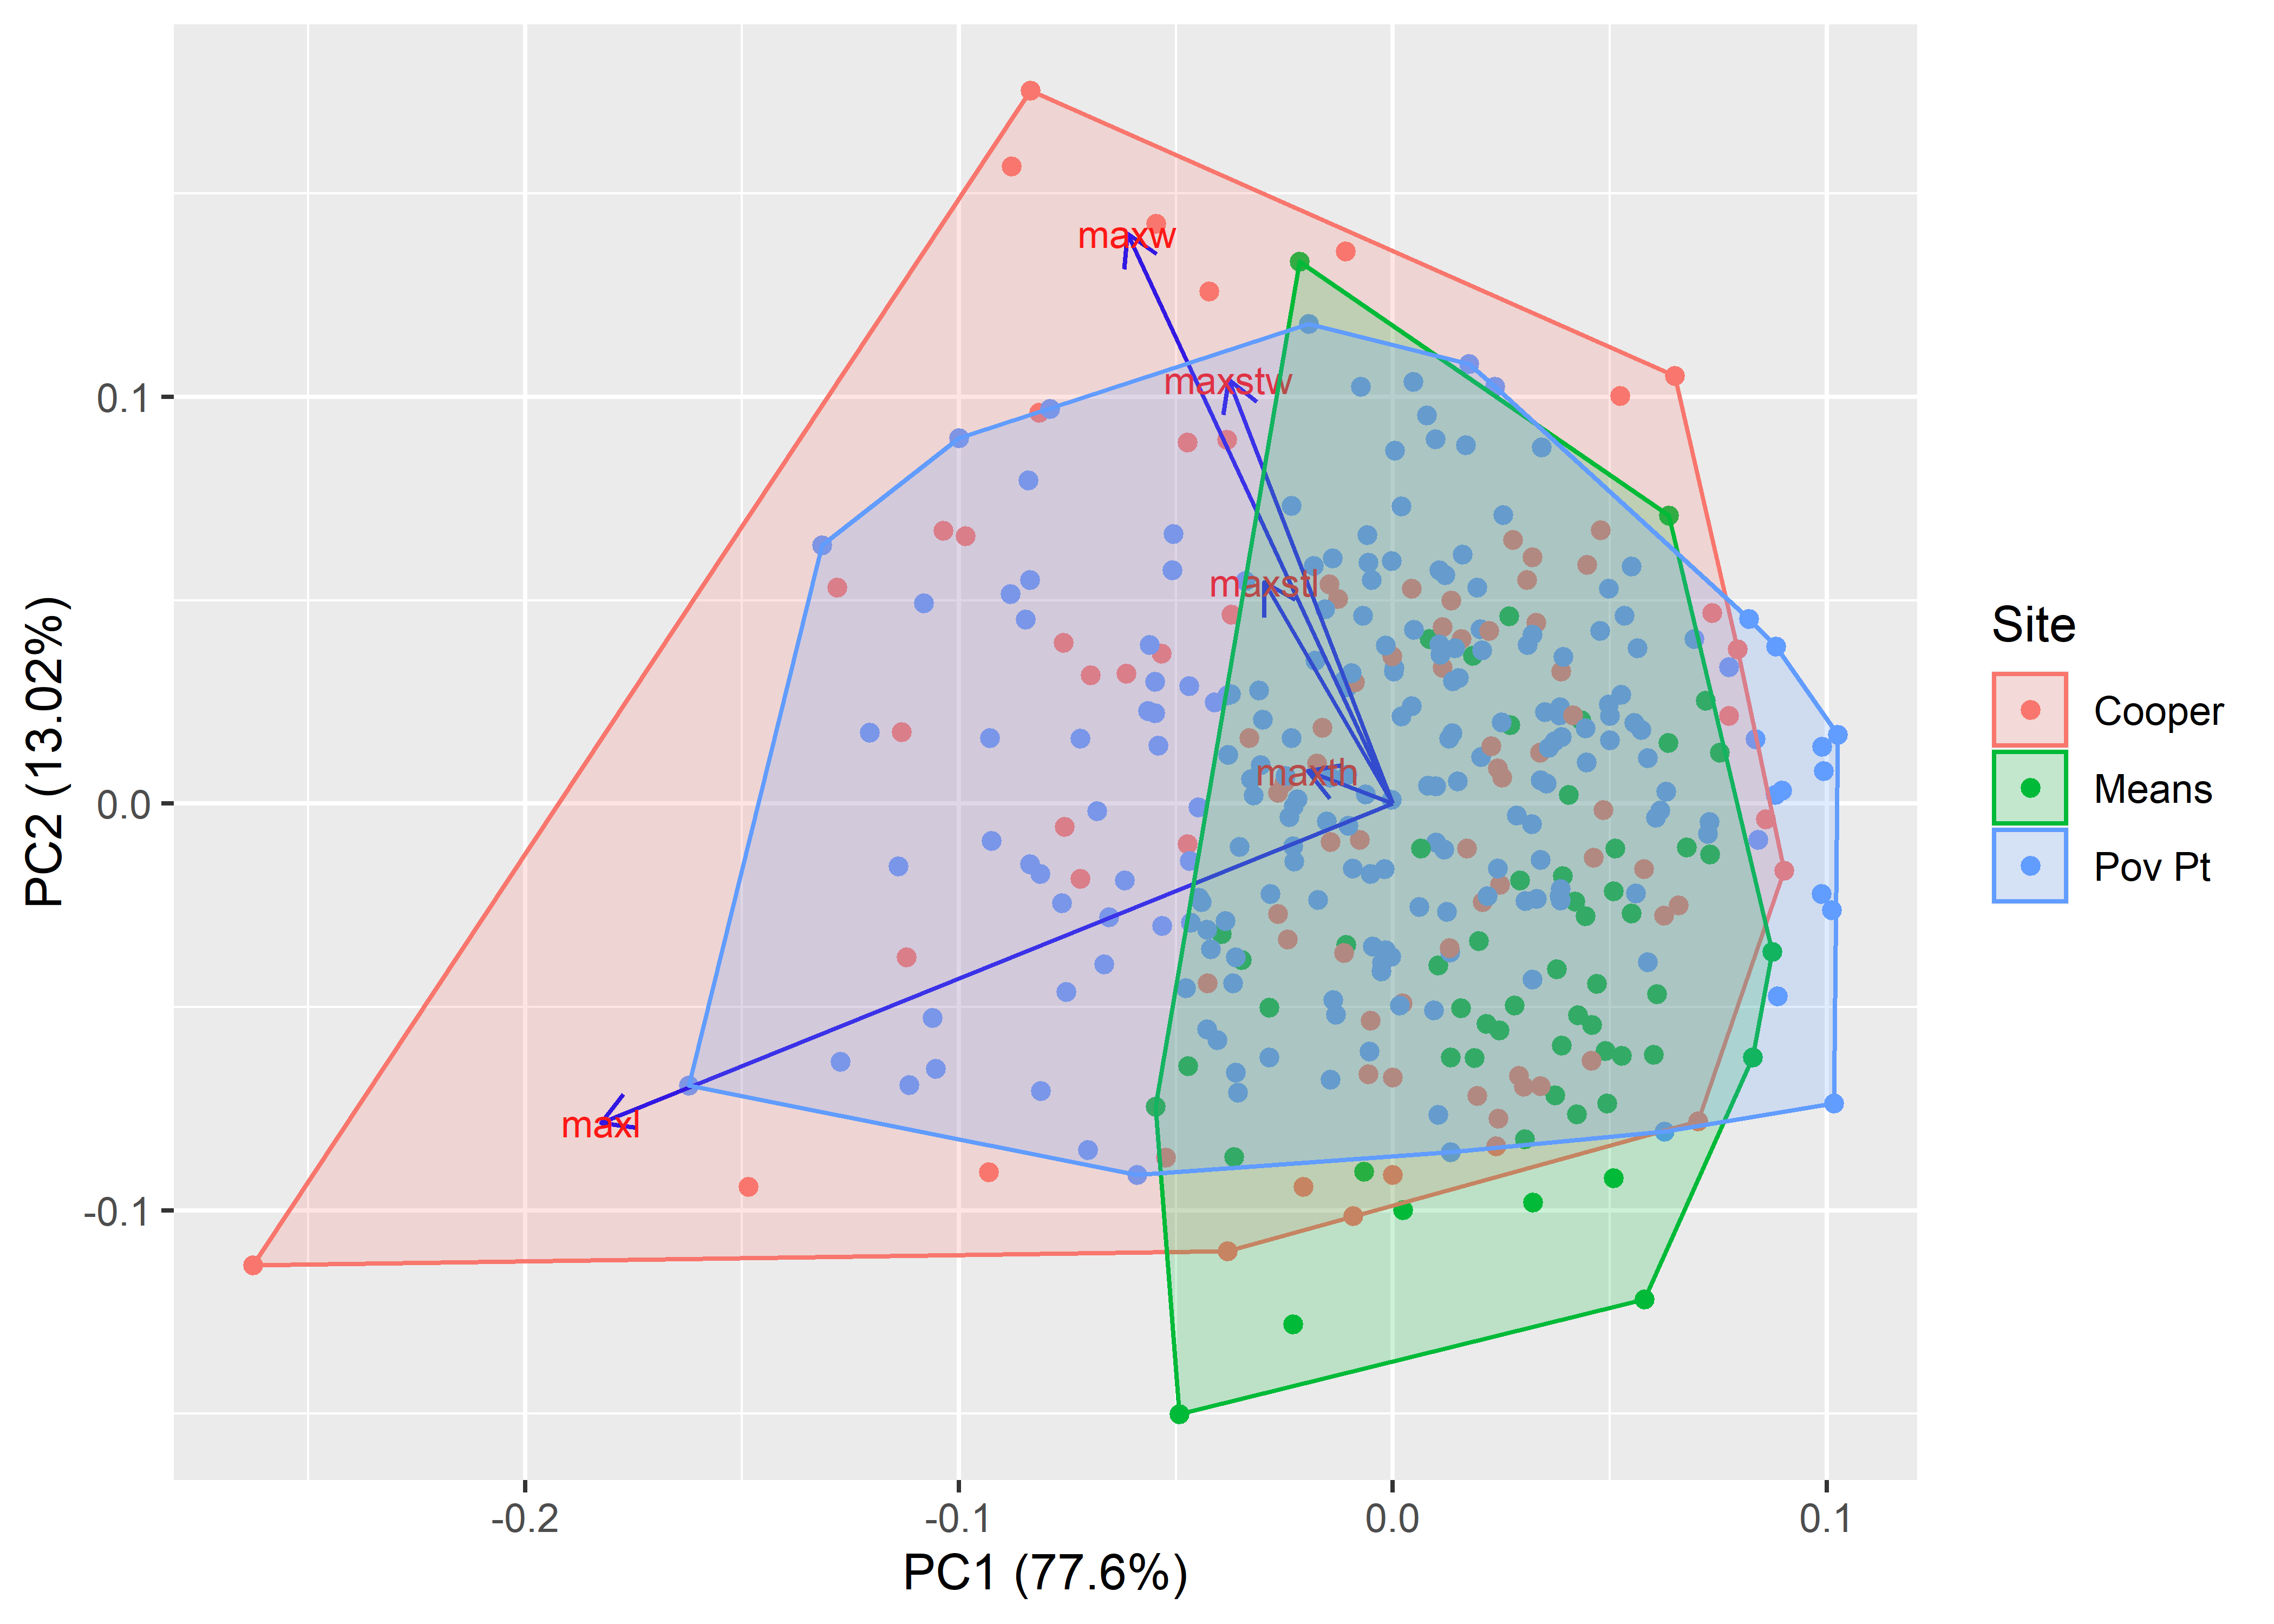 maxw
maxstw
maxstl
maxth
maxl
0.1
0.0
-0.1
-0.2
-0.1
0.0
0.1
PC1 (77.6%)
PC2 (13.02%)
Site
Cooper
Means
Pov Pt